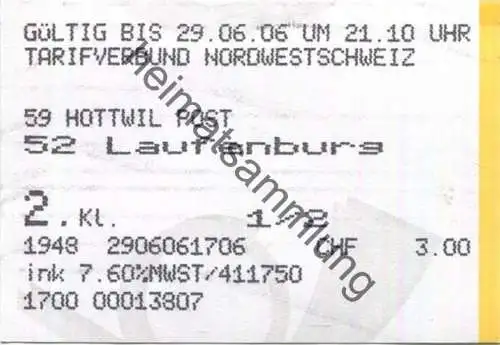 GÜLTIG BIS 29.06.06 UM 21.10 UHR
TARIFVERBUND NORDWESTSCHWEIZ
59 HOTTWIL POST
52 Laufenburg
2. Kl. 1/2
1948 2906061706 CHF 3.00
ink 7.60%MWST/411750
1700 00013807
heimatsammlung